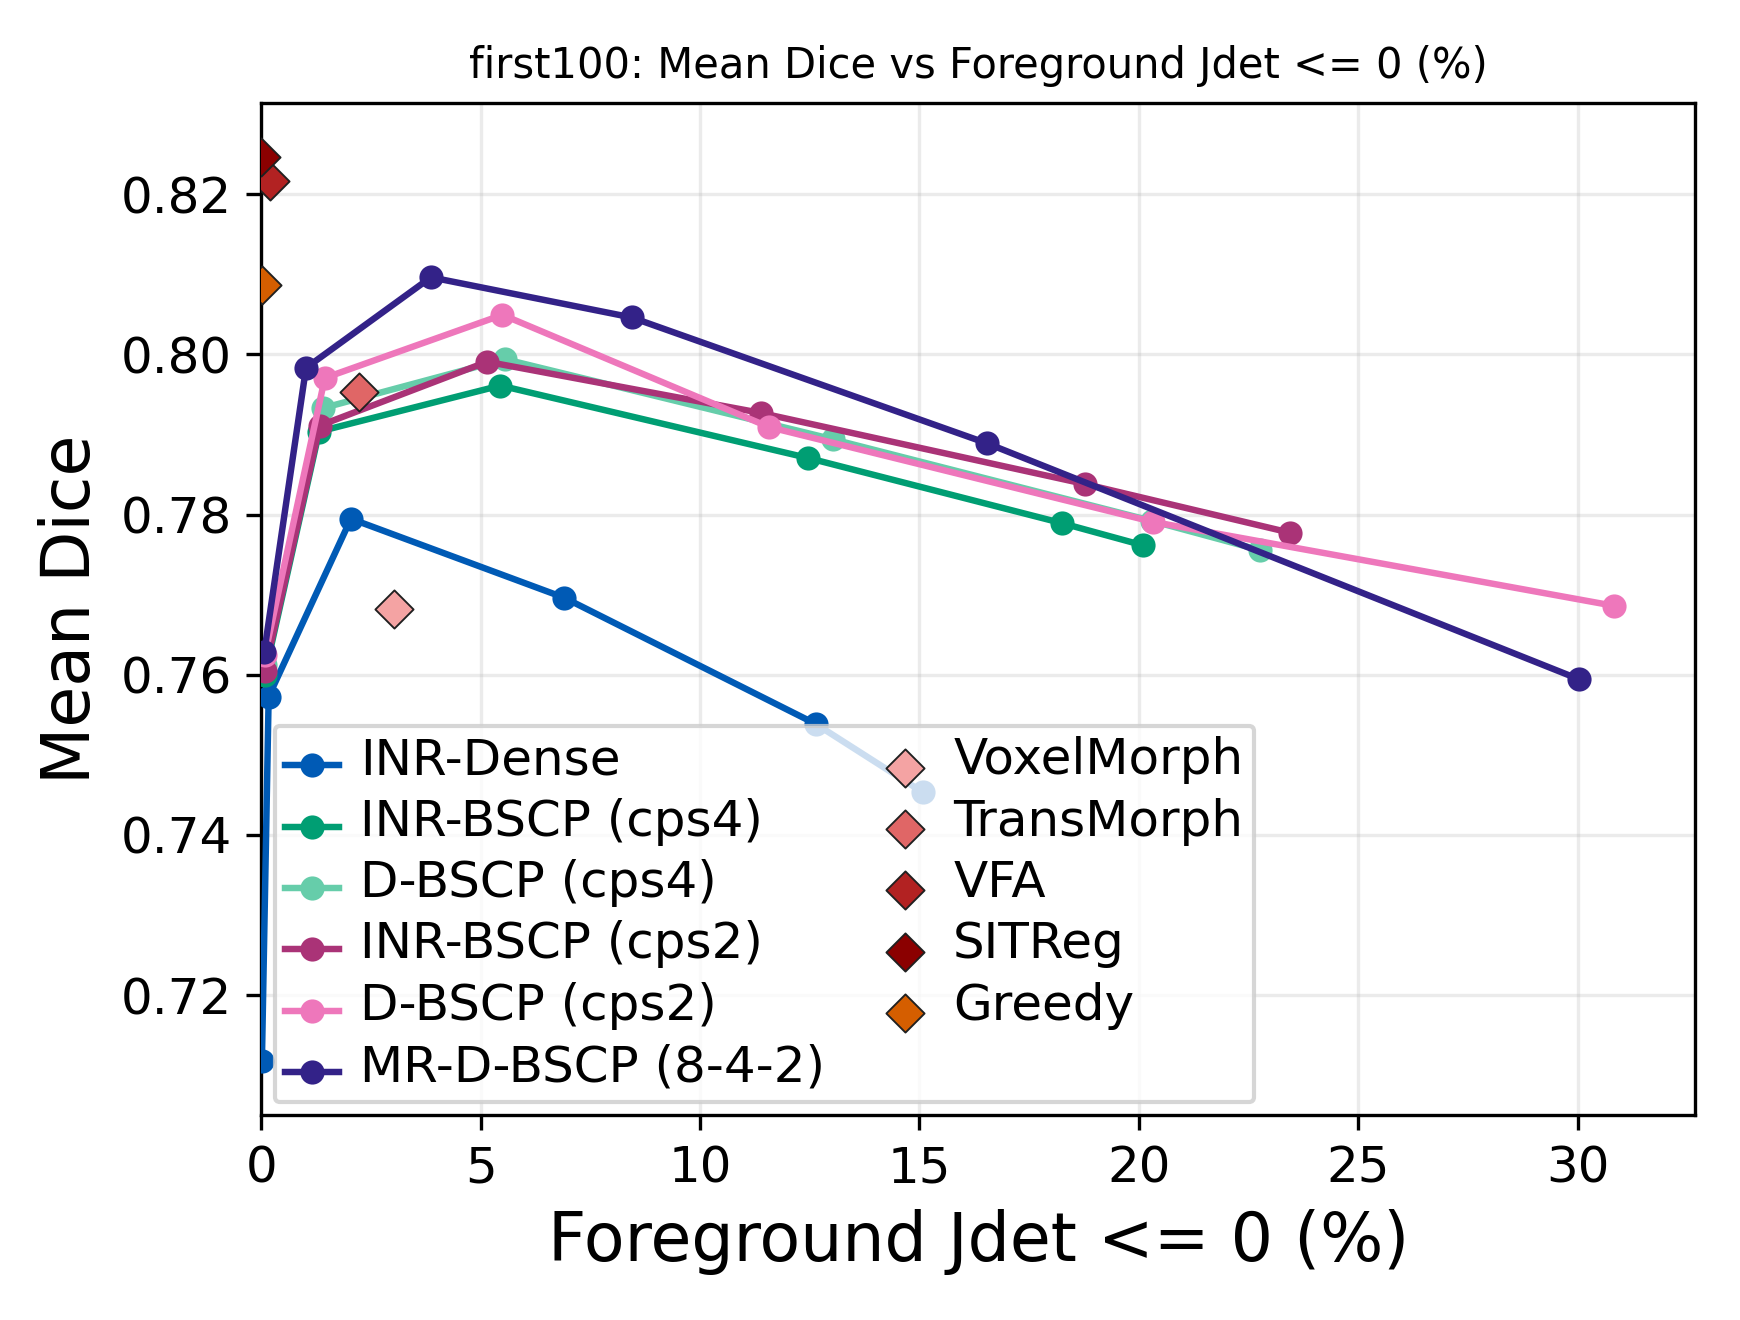 first100: Mean Dice vs Foreground Jdet <= 0 (%)
Mean Dice
0.82
0.80
0.78
0.76
0.74
0.72
INR-Dense
INR-BSCP (cps4)
D-BSCP (cps4)
INR-BSCP (cps2)
D-BSCP (cps2)
MR-D-BSCP (8-4-2)
VoxelMorph
TransMorph
VFA
SITReg
Greedy
0 5 10 15 20 25 30
Foreground Jdet <= 0 (%)